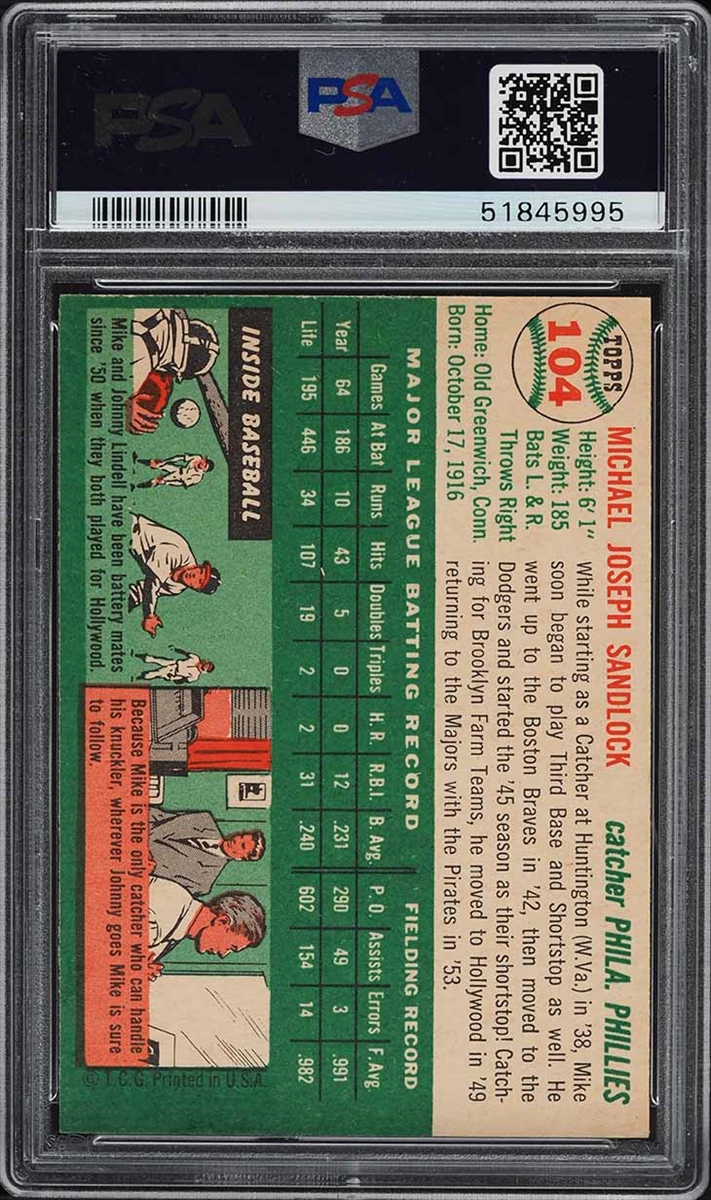 PSA
PSA
51845995
TOPPS
104
MICHAEL JOSEPH SANDLOCK
catcher PHILA. PHILLIES
Height: 6' 1"
Weight: 185
Bats L. & R.
Throws Right
Home: Old Greenwich, Conn.
Born: October 17, 1916
While starting as a Catcher at Huntington (W.Va.) in '38, Mike
soon began to play Third Base and Shortstop as well. He
went up to the Boston Braves in '42, then moved to the
Dodgers and started the '45 season as their shortstop! Catch-
ing for Brooklyn Farm Teams, he moved to Hollywood in '49
returning to the Majors with the Pirates in '53.
MAJOR LEAGUE BATTING RECORD FIELDING RECORD
Games At Bat Runs Hits Doubles Triples H. R. R.B.I. B. Avg. P. O. Assists Errors F. Avg.
Year 64 186 10 43 5 0 0 12 .231 290 49 3 .991
Life 195 446 34 107 19 2 2 31 .240 602 154 14 .982
INSIDE BASEBALL
Mike and Johnny Lindell have been battery mates
since '50 when they both played for Hollywood.
Because Mike is the only catcher who can handle
his knuckler, wherever Johnny goes Mike is sure
to follow.
© T.C.G. Printed in U.S.A.